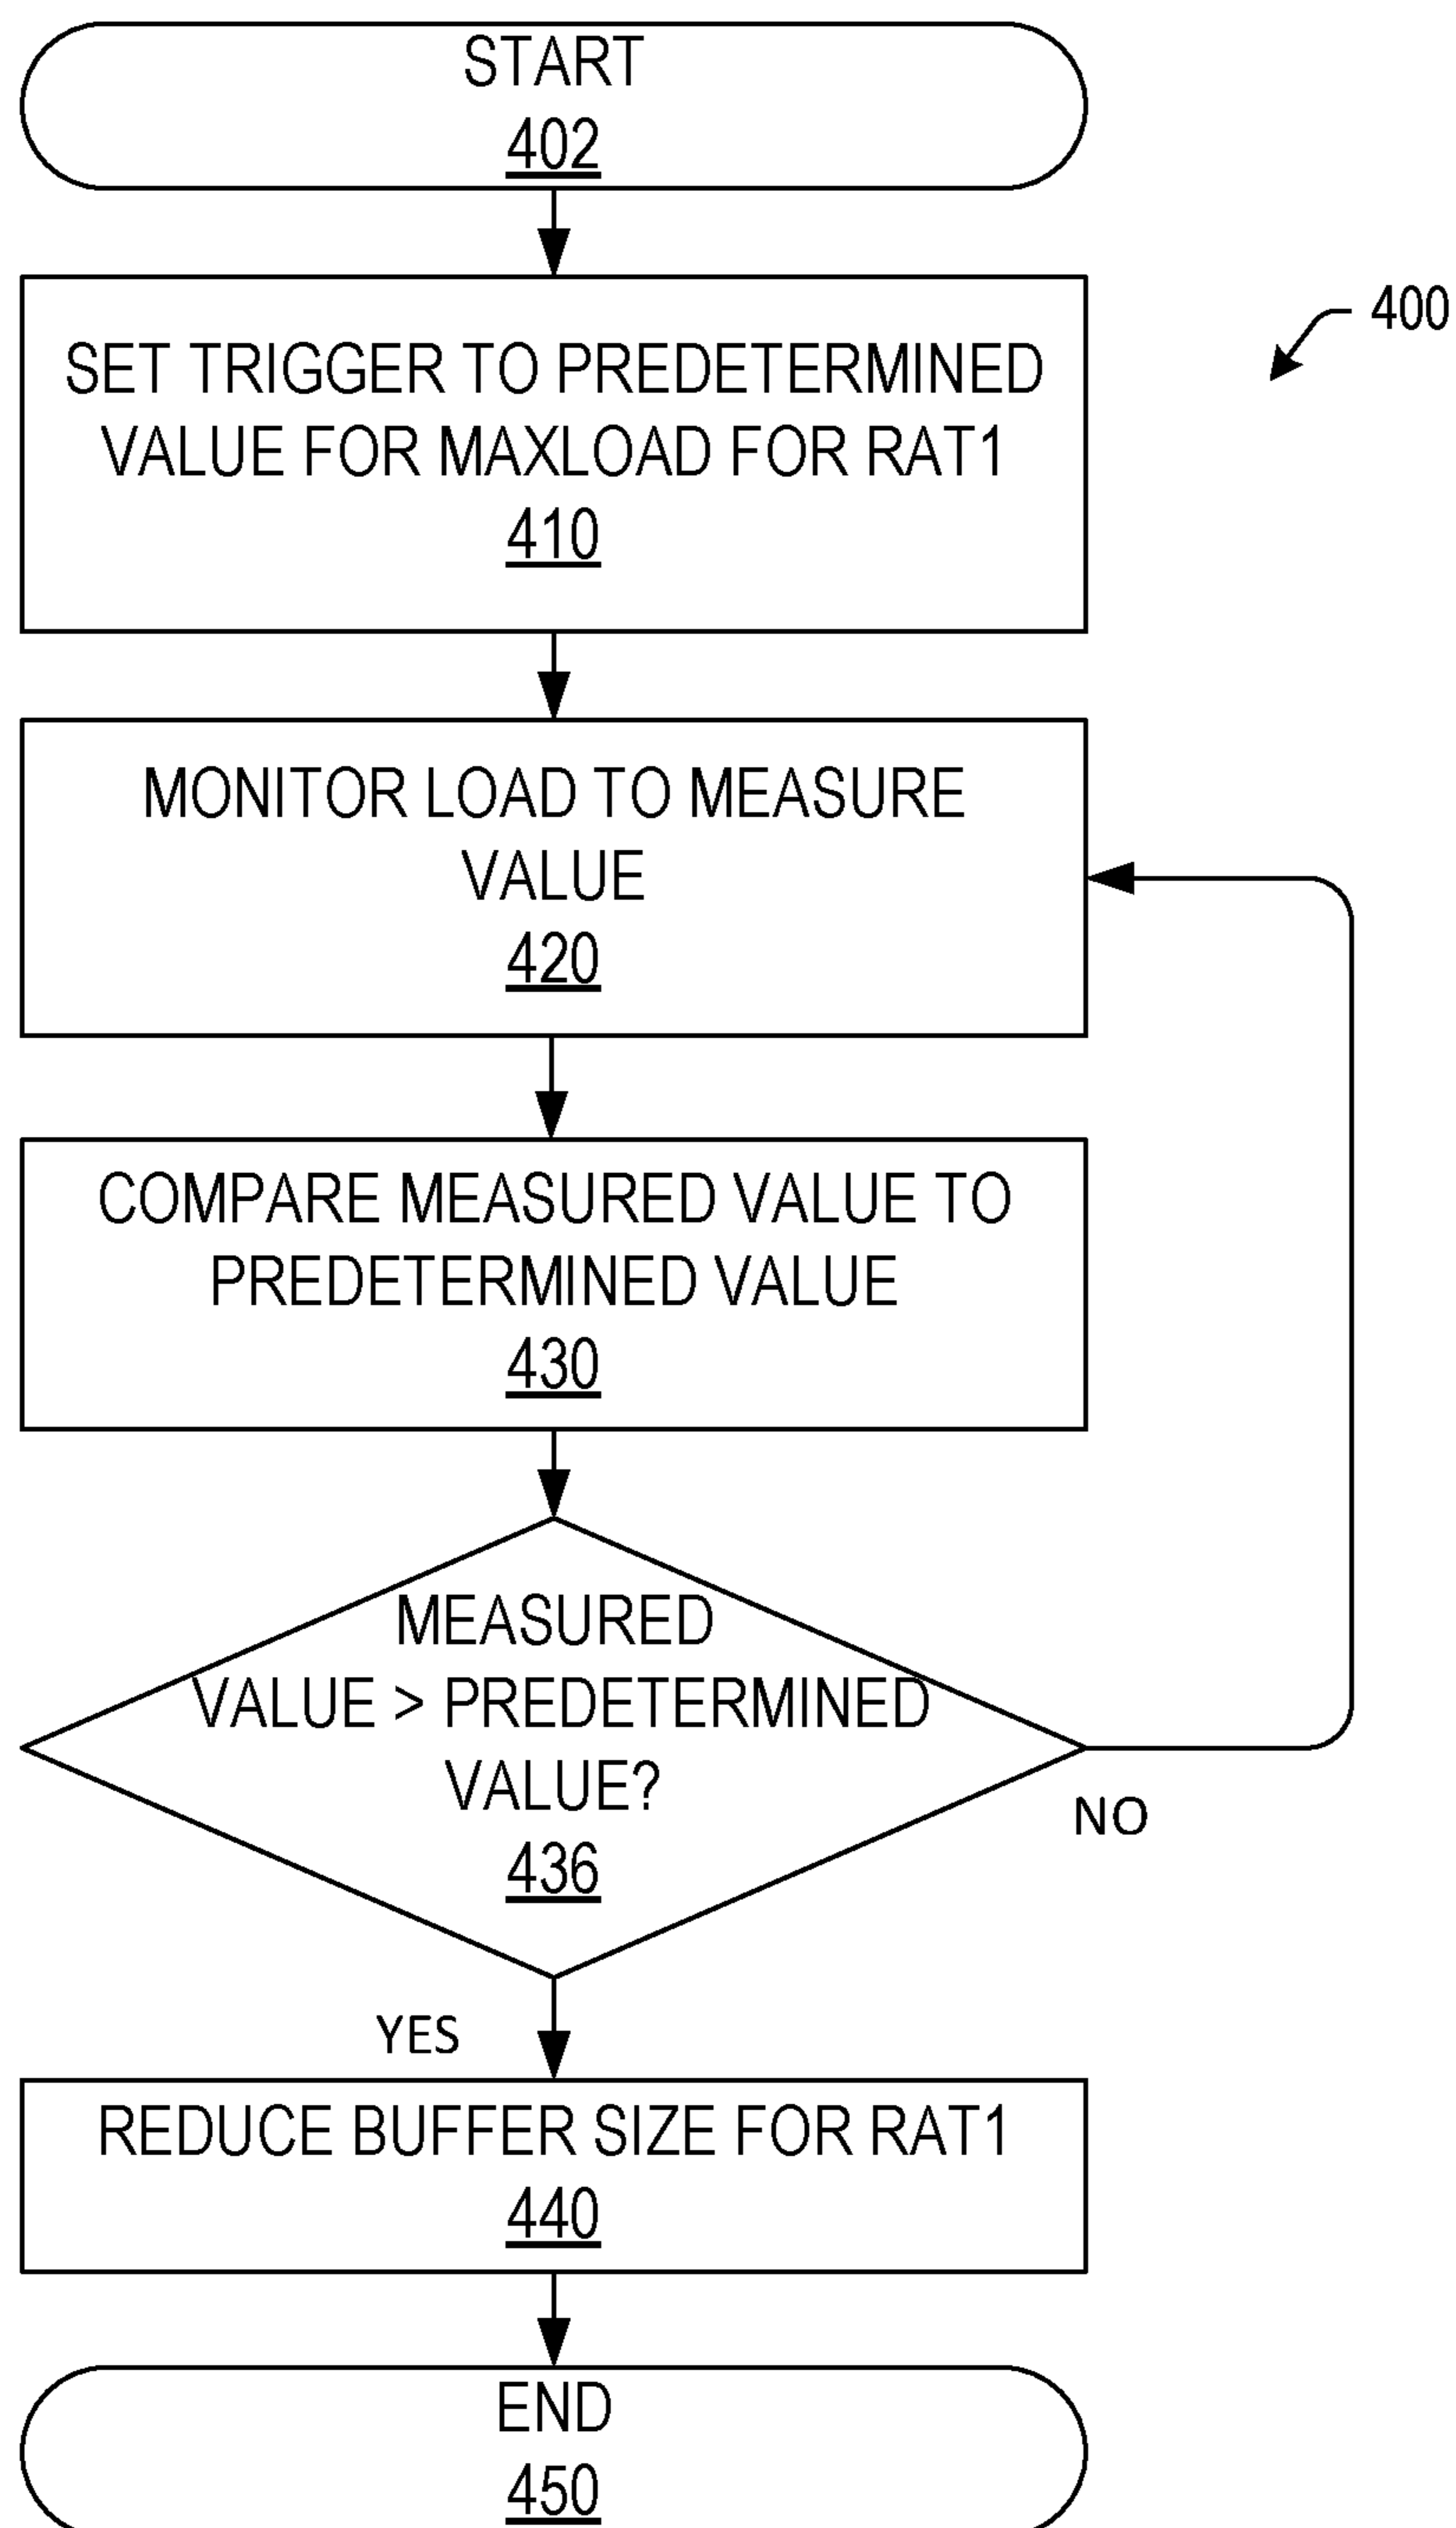 START
402
400
SET TRIGGER TO PREDETERMINED
VALUE FOR MAXLOAD FOR RAT1
410
MONITOR LOAD TO MEASURE
VALUE
420
COMPARE MEASURED VALUE TO
PREDETERMINED VALUE
430
MEASURED
VALUE > PREDETERMINED
VALUE?
436
NO
YES
REDUCE BUFFER SIZE FOR RAT1
440
END
450